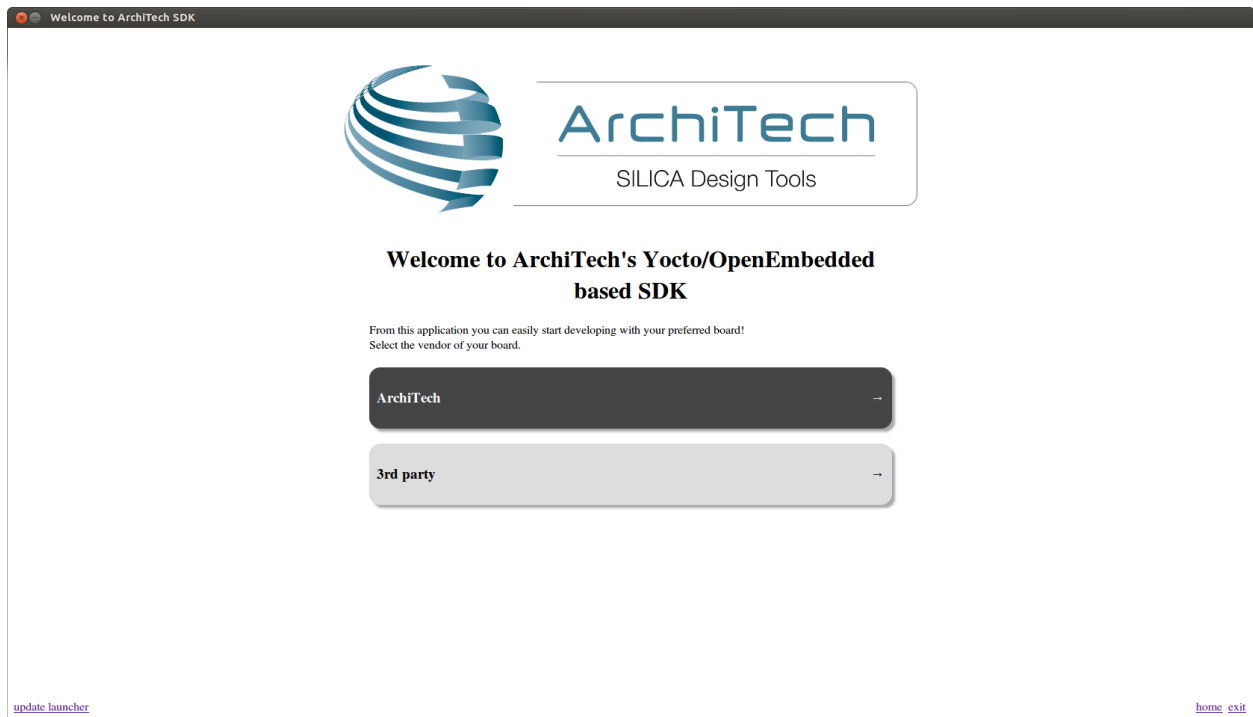 Welcome to ArchiTech SDK
ArchiTech
SILICA Design Tools
Welcome to ArchiTech's Yocto/OpenEmbedded
based SDK
From this application you can easily start developing with your preferred board!
Select the vendor of your board.
ArchiTech →
3rd party →
update launcher
home exit